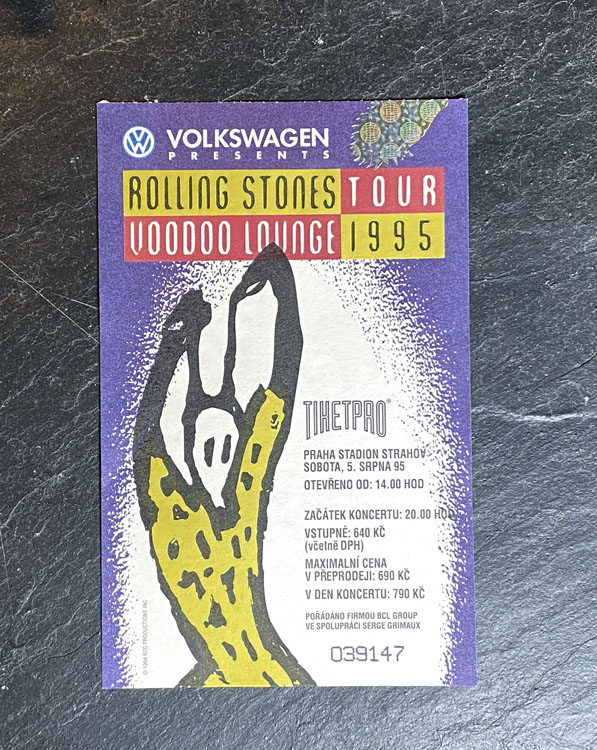 VOLKSWAGEN
PRESENTS
ROLLING STONES TOUR
VOODOO LOUNGE 1995
TIKETPRO®
PRAHA STADION STRAHOV
SOBOTA, 5. SRPNA 95
OTEVŘENO OD: 14.00 HOD
ZAČÁTEK KONCERTU: 20.00 HOD
VSTUPNÉ: 640 KČ
(včetně DPH)
MAXIMALNÍ CENA
V PŘEPRODEJI: 690 KČ
V DEN KONCERTU: 790 KČ
POŘÁDÁNO FIRMOU BCL GROUP
VE SPOLUPRÁCI SERGE GRIMAUX
039147